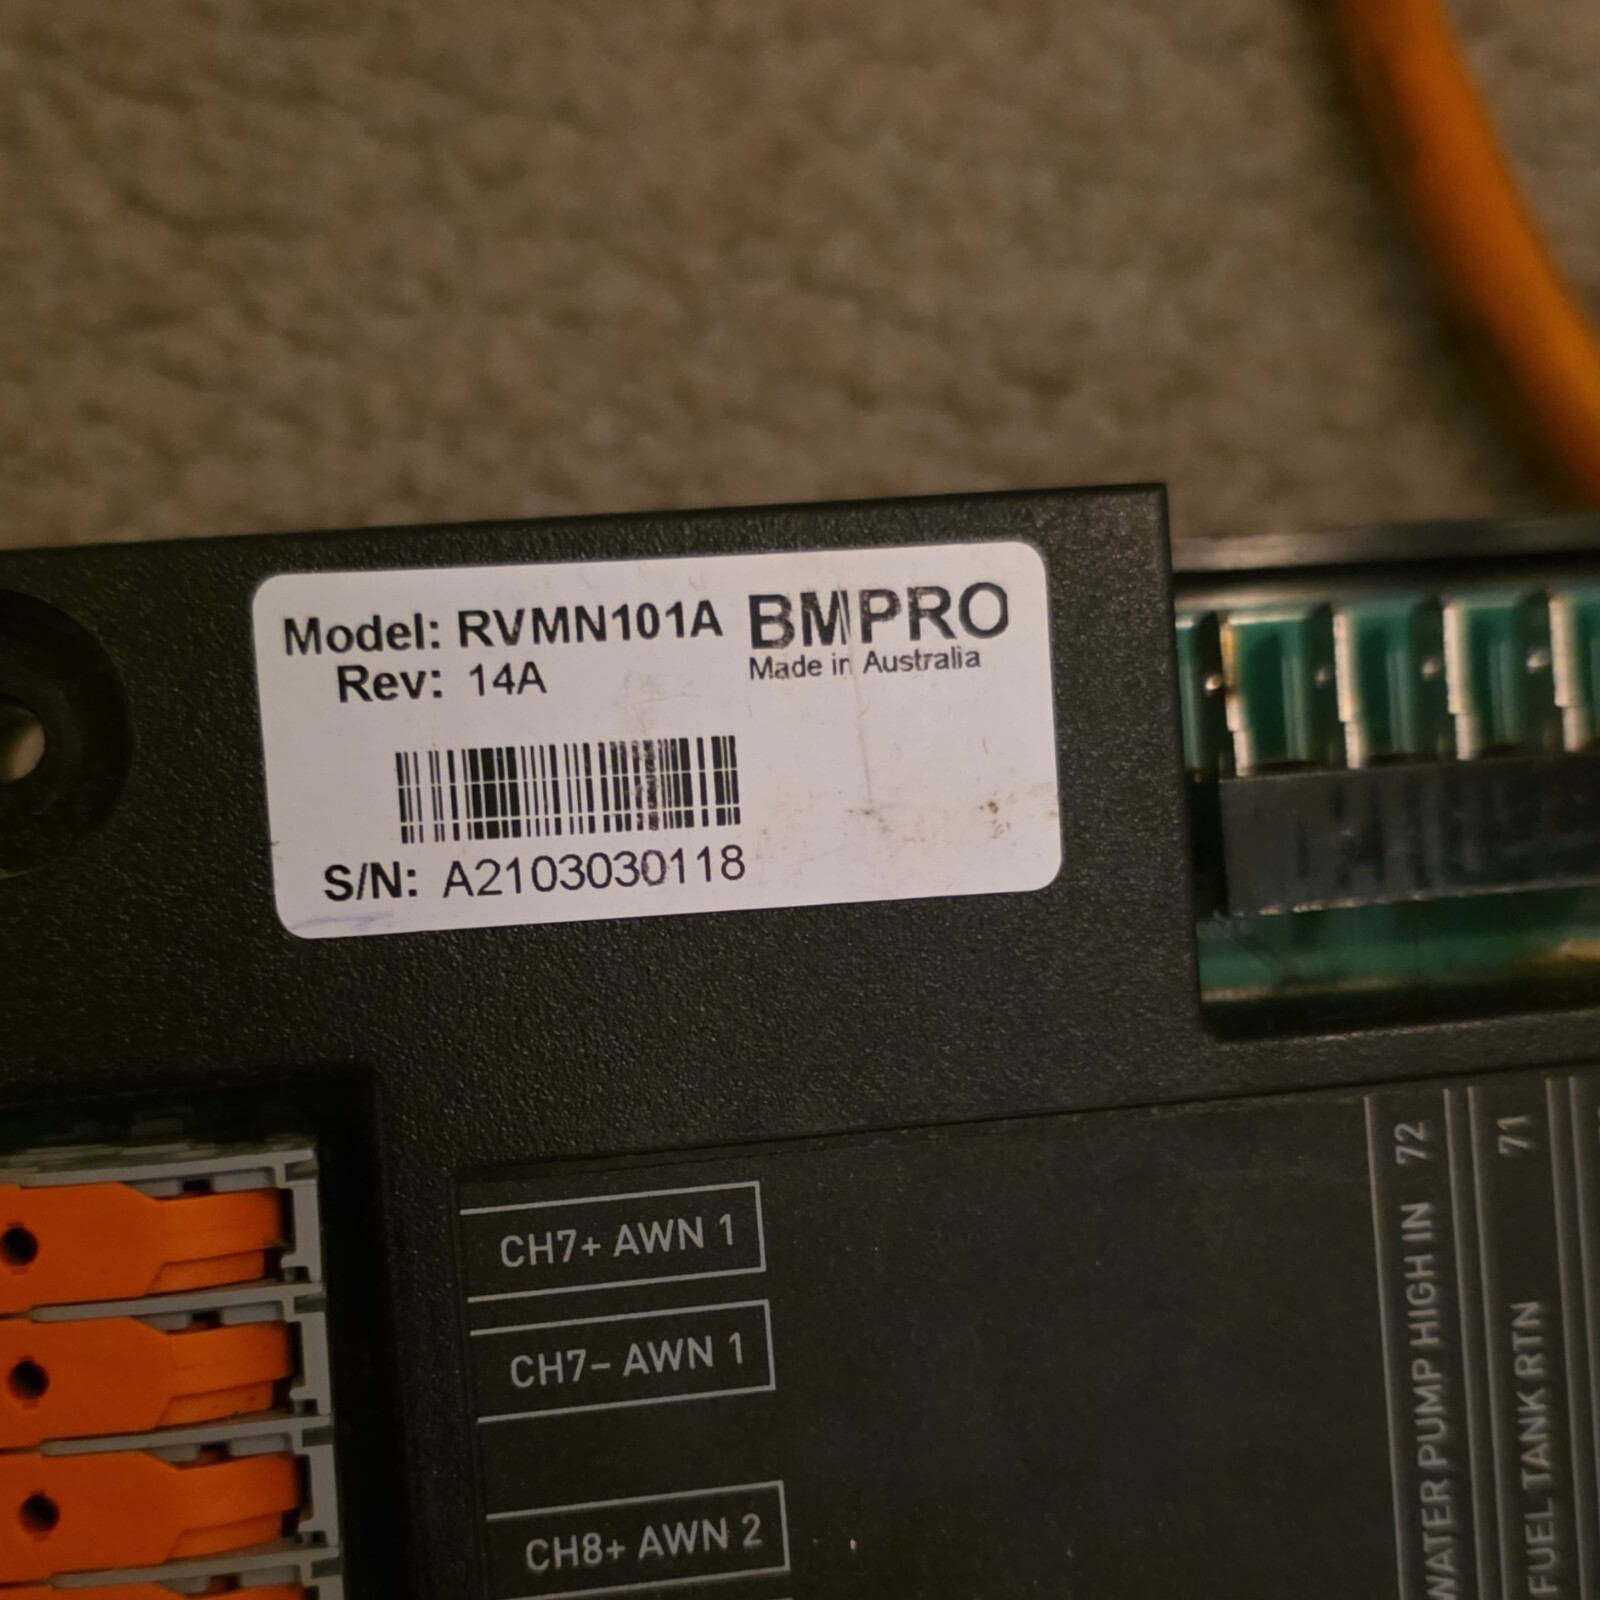 Model: RVMN101A BMPRO
Rev: 14A Made in Australia
S/N: A2103030118
CH7+ AWN 1
CH7- AWN 1
CH8+ AWN 2
WATER PUMP HIGH IN 72
FUEL TANK RTN 71